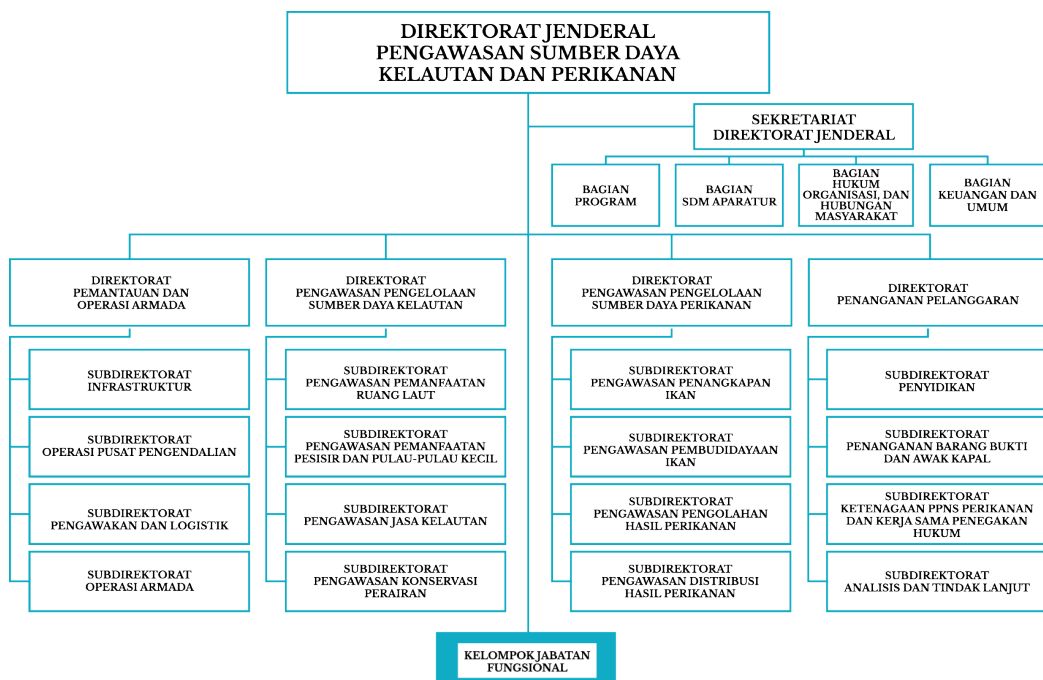 DIREKTORAT JENDERAL
PENGAWASAN SUMBER DAYA
KELAUTAN DAN PERIKANAN
SEKRETARIAT
DIREKTORAT JENDERAL
BAGIAN
PROGRAM
BAGIAN
SDM APARATUR
BAGIAN
HUKUM
ORGANISASI, DAN
HUBUNGAN
MASYARAKAT
BAGIAN
KEUANGAN DAN
UMUM
DIREKTORAT
PEMANTAUAN DAN
OPERASI ARMADA
DIREKTORAT
PENGAWASAN PENGELOLAAN
SUMBER DAYA KELAUTAN
DIREKTORAT
PENGAWASAN PENGELOLAAN
SUMBER DAYA PERIKANAN
DIREKTORAT
PENANGANAN PELANGGARAN
SUBDIREKTORAT
INFRASTRUKTUR
SUBDIREKTORAT
OPERASI PUSAT PENGENDALIAN
SUBDIREKTORAT
PENGAWAKAN DAN LOGISTIK
SUBDIREKTORAT
OPERASI ARMADA
SUBDIREKTORAT
PENGAWASAN PEMANFAATAN
RUANG LAUT
SUBDIREKTORAT
PENGAWASAN PEMANFAATAN
PESISIR DAN PULAU-PULAU KECIL
SUBDIREKTORAT
PENGAWASAN JASA KELAUTAN
SUBDIREKTORAT
PENGAWASAN KONSERVASI
PERAIRAN
SUBDIREKTORAT
PENGAWASAN PENANGKAPAN
IKAN
SUBDIREKTORAT
PENGAWASAN PEMBUDIDAYAAN
IKAN
SUBDIREKTORAT
PENGAWASAN PENGOLAHAN
HASIL PERIKANAN
SUBDIREKTORAT
PENGAWASAN DISTRIBUSI
HASIL PERIKANAN
SUBDIREKTORAT
PENYIDIKAN
SUBDIREKTORAT
PENANGANAN BARANG BUKTI
DAN AWAK KAPAL
SUBDIREKTORAT
KETENAGAAN PPNS PERIKANAN
DAN KERJA SAMA PENEGAKAN
HUKUM
SUBDIREKTORAT
ANALISIS DAN TINDAK LANJUT
KELOMPOK JABATAN
FUNGSIONAL